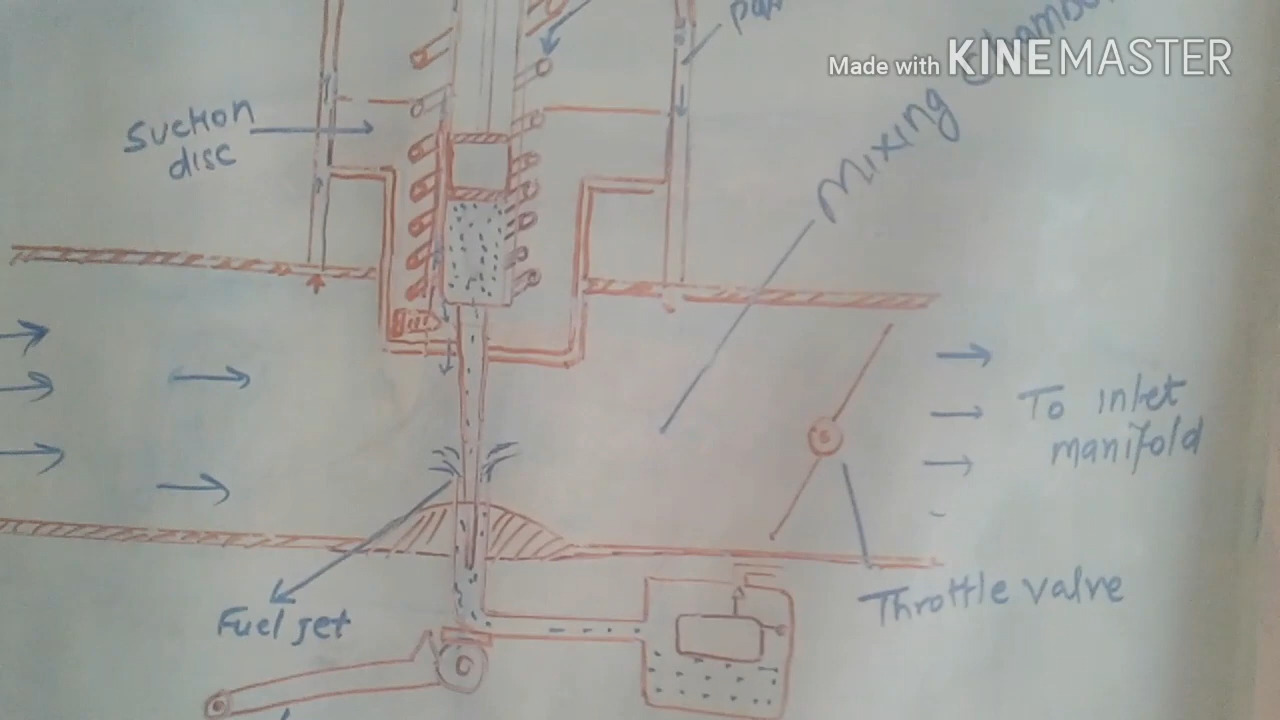 Made with KINEMASTER
Mixing
Suction
disc
To inlet
manifold
Throttle valve
Fuel jet